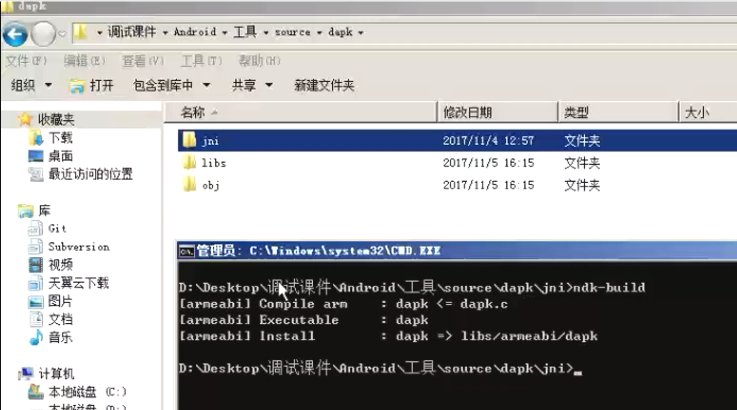 dapk
调试课件 Android 工具 source dapk
文件(F) 编辑(E) 查看(V) 工具(T) 帮助(H)
组织 打开 包含到库中 共享 新建文件夹
收藏夹
下载
桌面
最近访问的位置
库
Git
Subversion
视频
天翼云下载
图片
文档
音乐
计算机
本地磁盘 (C:)
本地磁盘 (D:)
名称 修改日期 类型 大小
jni 2017/11/4 12:57 文件夹
libs 2017/11/5 16:15 文件夹
obj 2017/11/5 16:15 文件夹
管理员: C:\Windows\system32\CMD.EXE
D:\Desktop\调试课件\Android\工具\source\dapk\jni>ndk-build
[armeabi] Compile arm    : dapk <= dapk.c
[armeabi] Executable     : dapk
[armeabi] Install        : dapk => libs/armeabi/dapk
D:\Desktop\调试课件\Android\工具\source\dapk\jni>_